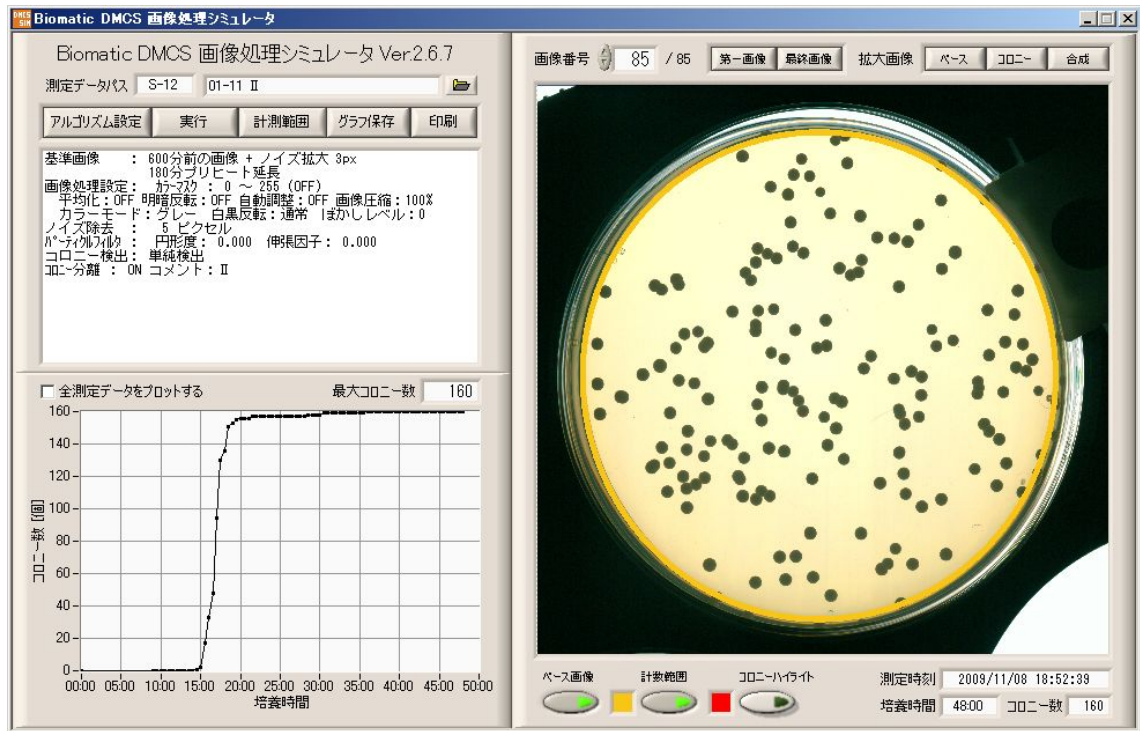 Biomatic DMCS 画像処理シミュレータ
Biomatic DMCS 画像処理シミュレータ Ver.2.6.7
測定データパス S-12 01-11 Ⅱ
アルゴリズム設定 実行 計測範囲 グラフ保存 印刷
基準画像 : 600分前の画像 + ノイズ拡大 3px
180分プリヒート延長
画像処理設定: カラーマスク : 0 ～ 255 (OFF)
平均化:OFF 明暗反転:OFF 自動調整:OFF 画像圧縮:100%
カラーモード:グレー 白黒反転:通常 ぼかしレベル:0
ノイズ除去 : 5 ピクセル
パーティクルフィルタ : 円形度: 0.000 伸張因子: 0.000
コロニー検出: 単純検出
コロニー分離 : ON コメント:Ⅱ
全測定データをプロットする 最大コロニー数 160
160
140
120
100
80
60
40
20
0
コロニー数 [個]
00:00 05:00 10:00 15:00 20:00 25:00 30:00 35:00 40:00 45:00 50:00
培養時間
画像番号 85 / 85 第一画像 最終画像 拡大画像 ベース コロニー 合成
ベース画像 計数範囲 コロニーハイライト
測定時刻 2009/11/08 18:52:39
培養時間 48:00 コロニー数 160